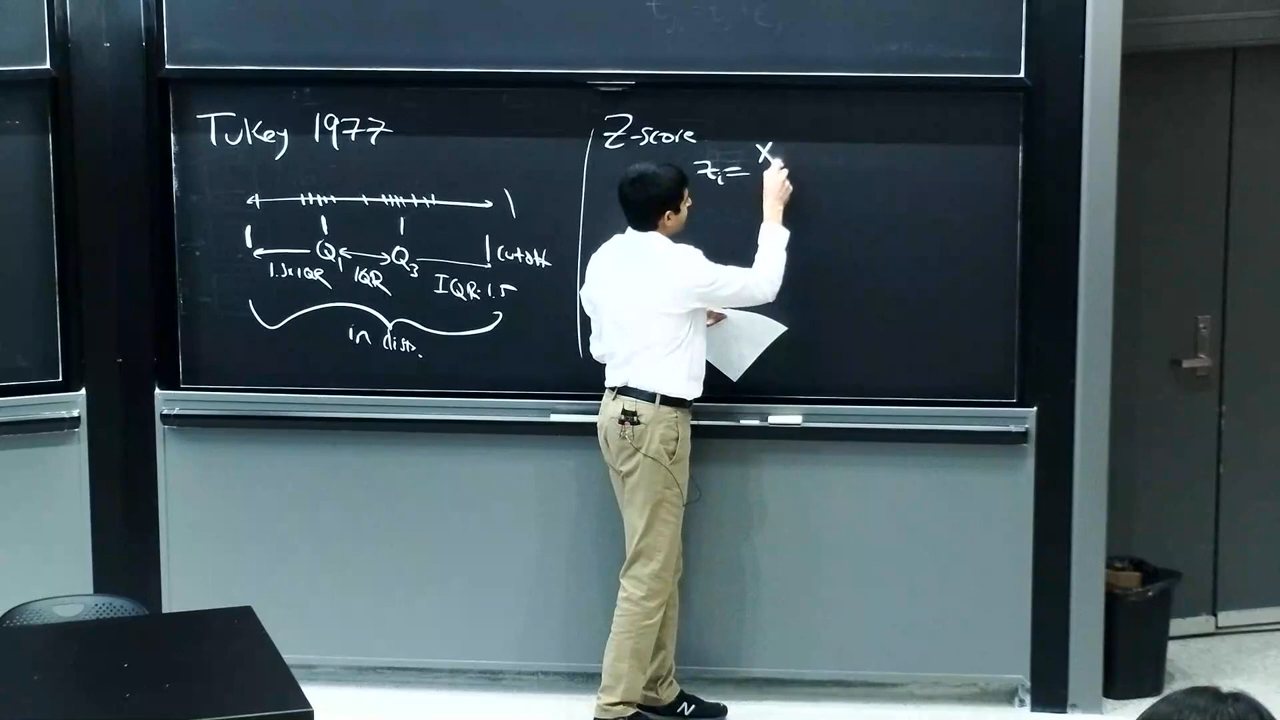 Tukey 1977
Q1 Q3 cutoff
1.5xIQR IQR IQR·1.5
in dist.
Z-score
zi= x
N